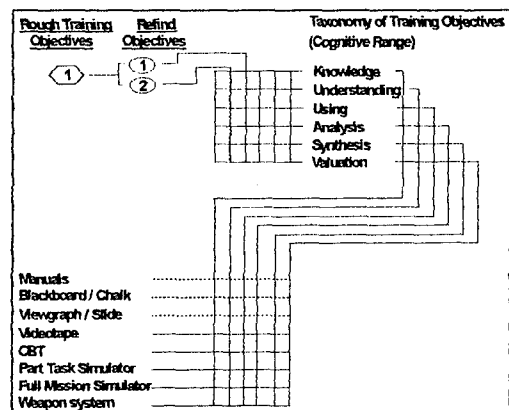 Rough Training Objectives
Refind Objectives
Taxonomy of Training Objectives
(Cognitive Range)
1
1
2
Knowledge
Understanding
Using
Analysis
Synthesis
Valuation
Manuals
Blackboard / Chalk
Viewgraph / Slide
Videotape
CBT
Part Task Simulator
Full Mission Simulator
Weapon system